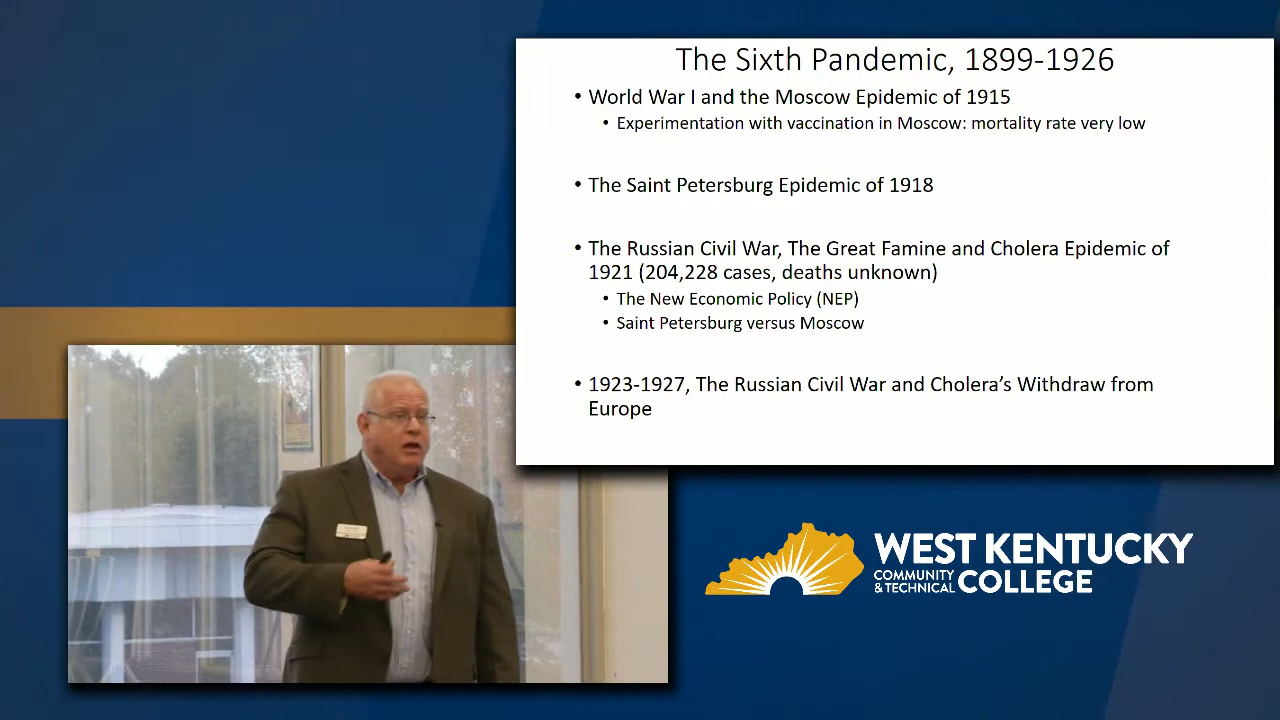 The Sixth Pandemic, 1899-1926
• World War I and the Moscow Epidemic of 1915
• Experimentation with vaccination in Moscow: mortality rate very low
• The Saint Petersburg Epidemic of 1918
• The Russian Civil War, The Great Famine and Cholera Epidemic of
1921 (204,228 cases, deaths unknown)
• The New Economic Policy (NEP)
• Saint Petersburg versus Moscow
• 1923-1927, The Russian Civil War and Cholera’s Withdraw from
Europe
WEST KENTUCKY
COMMUNITY
& TECHNICAL
COLLEGE